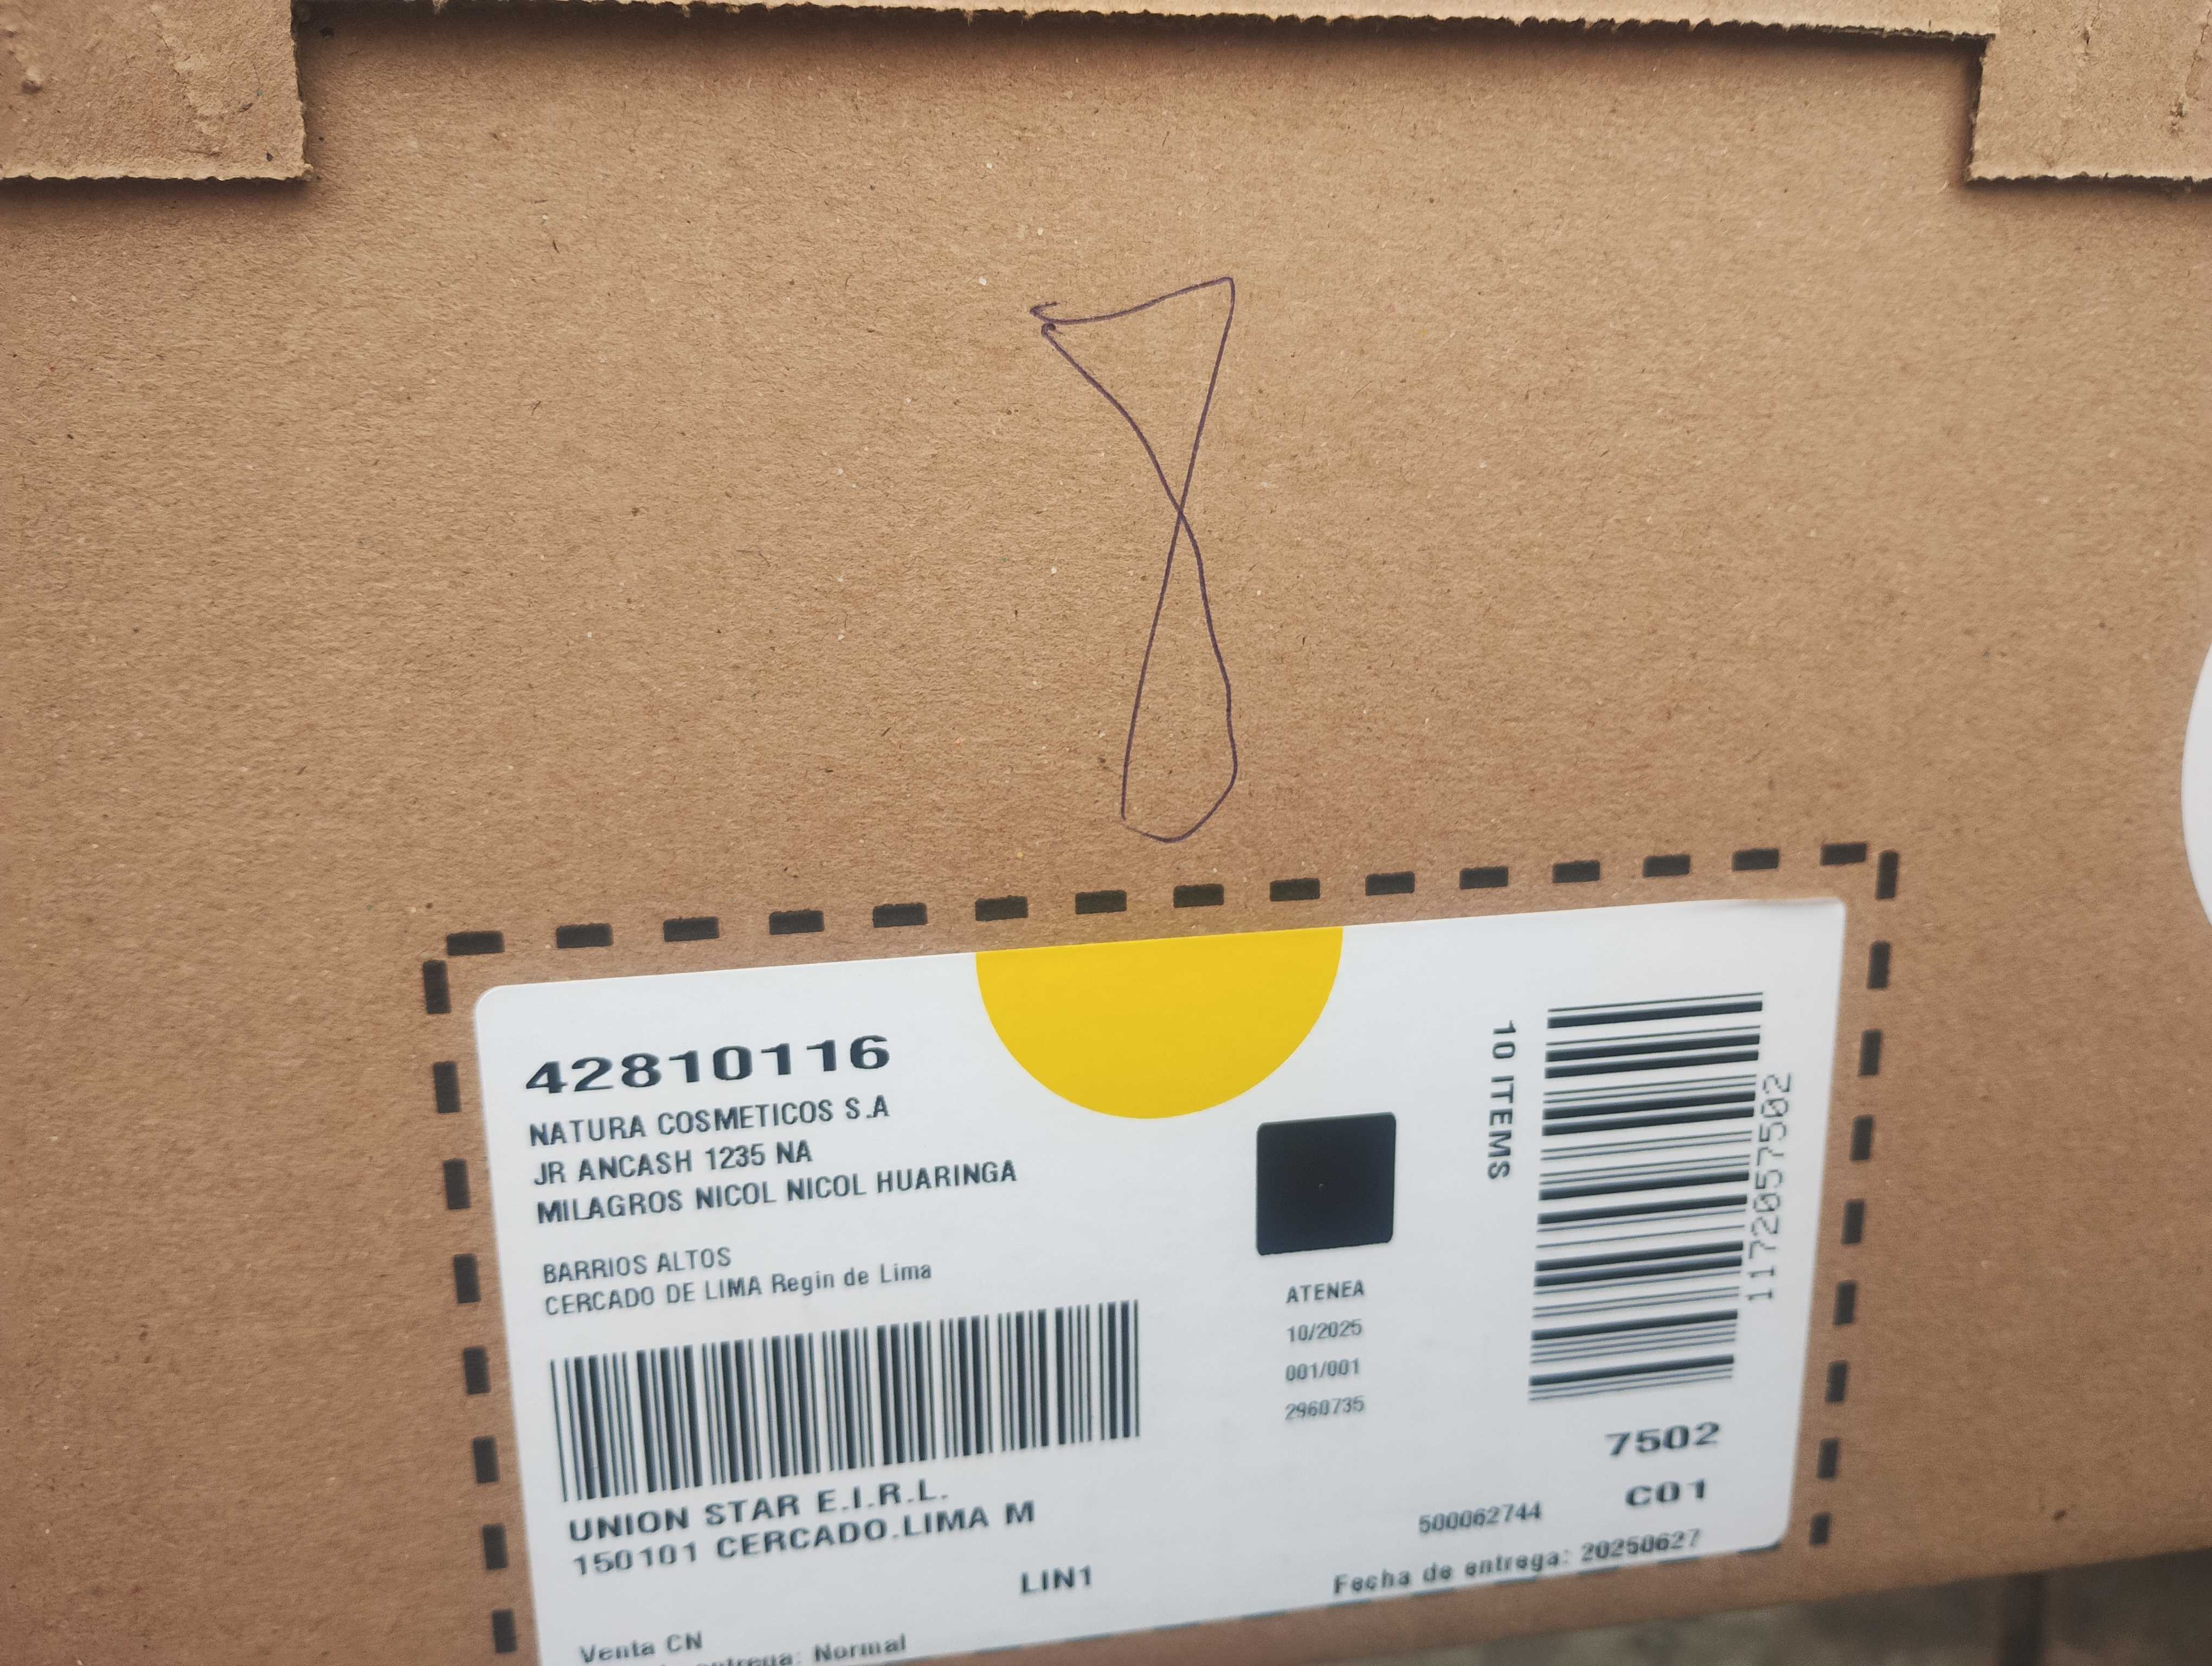 42810116
NATURA COSMETICOS S.A
JR ANCASH 1235 NA
MILAGROS NICOL NICOL HUARINGA
BARRIOS ALTOS
CERCADO DE LIMA Regin de Lima
UNION STAR E.I.R.L.
150101 CERCADO.LIMA M
LIN1
Venta CN
entrega: Normal
ATENEA
10/2025
001/001
2960735
10 ITEMS
1172057502
7502
C01
500062744
Fecha de entrega: 20250627